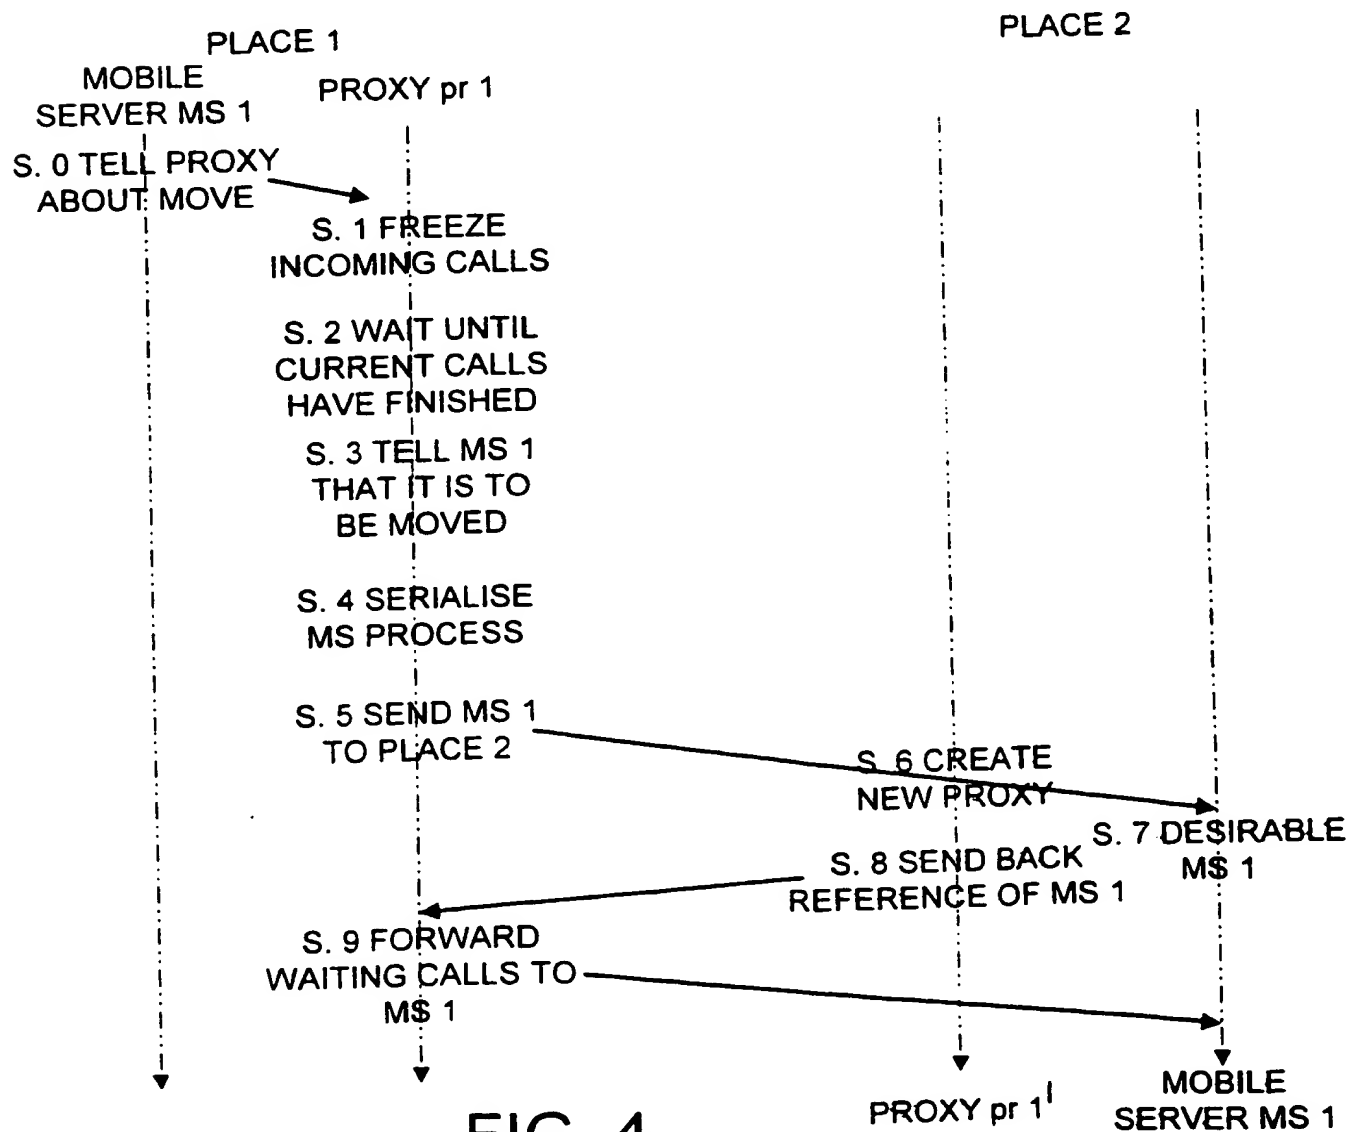 PLACE 1
PLACE 2
MOBILE
SERVER MS 1
PROXY pr 1
S. 0 TELL PROXY
ABOUT MOVE
S. 1 FREEZE
INCOMING CALLS
S. 2 WAIT UNTIL
CURRENT CALLS
HAVE FINISHED
S. 3 TELL MS 1
THAT IT IS TO
BE MOVED
S. 4 SERIALISE
MS PROCESS
S. 5 SEND MS 1
TO PLACE 2
S. 6 CREATE
NEW PROXY
S. 7 DESIRABLE
MS 1
S. 8 SEND BACK
REFERENCE OF MS 1
S. 9 FORWARD
WAITING CALLS TO
MS 1
PROXY pr 1'
MOBILE
SERVER MS 1
FIG. 4